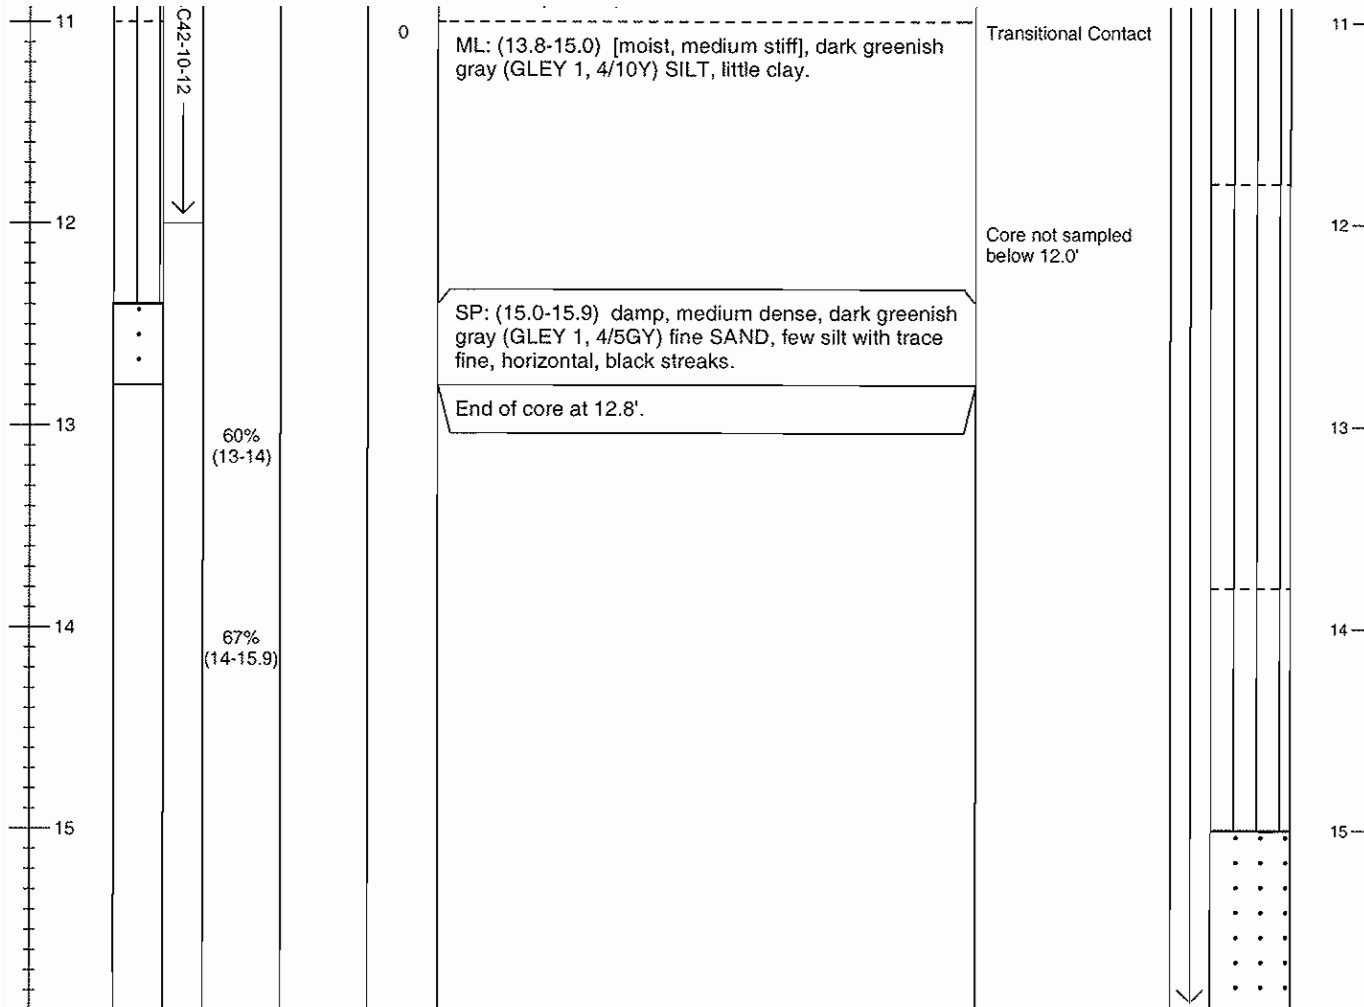 11
C42-10-12
0
ML: (13.8-15.0) [moist, medium stiff], dark greenish
gray (GLEY 1, 4/10Y) SILT, little clay.
Transitional Contact
11
12
Core not sampled
below 12.0'
12
SP: (15.0-15.9) damp, medium dense, dark greenish
gray (GLEY 1, 4/5GY) fine SAND, few silt with trace
fine, horizontal, black streaks.
End of core at 12.8'.
13
60%
(13-14)
13
14
67%
(14-15.9)
14
15
15